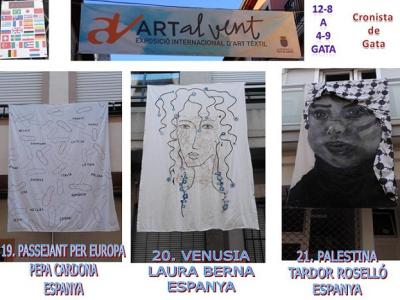 ARTal vent
EXPOSICIÓ INTERNACIONAL D'ART TÈXTIL
12-8
A
4-9
GATA
Cronista
de
Gata
19. PASSEJANT PER EUROPA
PEPA CARDONA
ESPANYA
20. VENUSIA
LAURA BERNA
ESPANYA
21. PALESTINA
TARDOR ROSELLÓ
ESPANYA